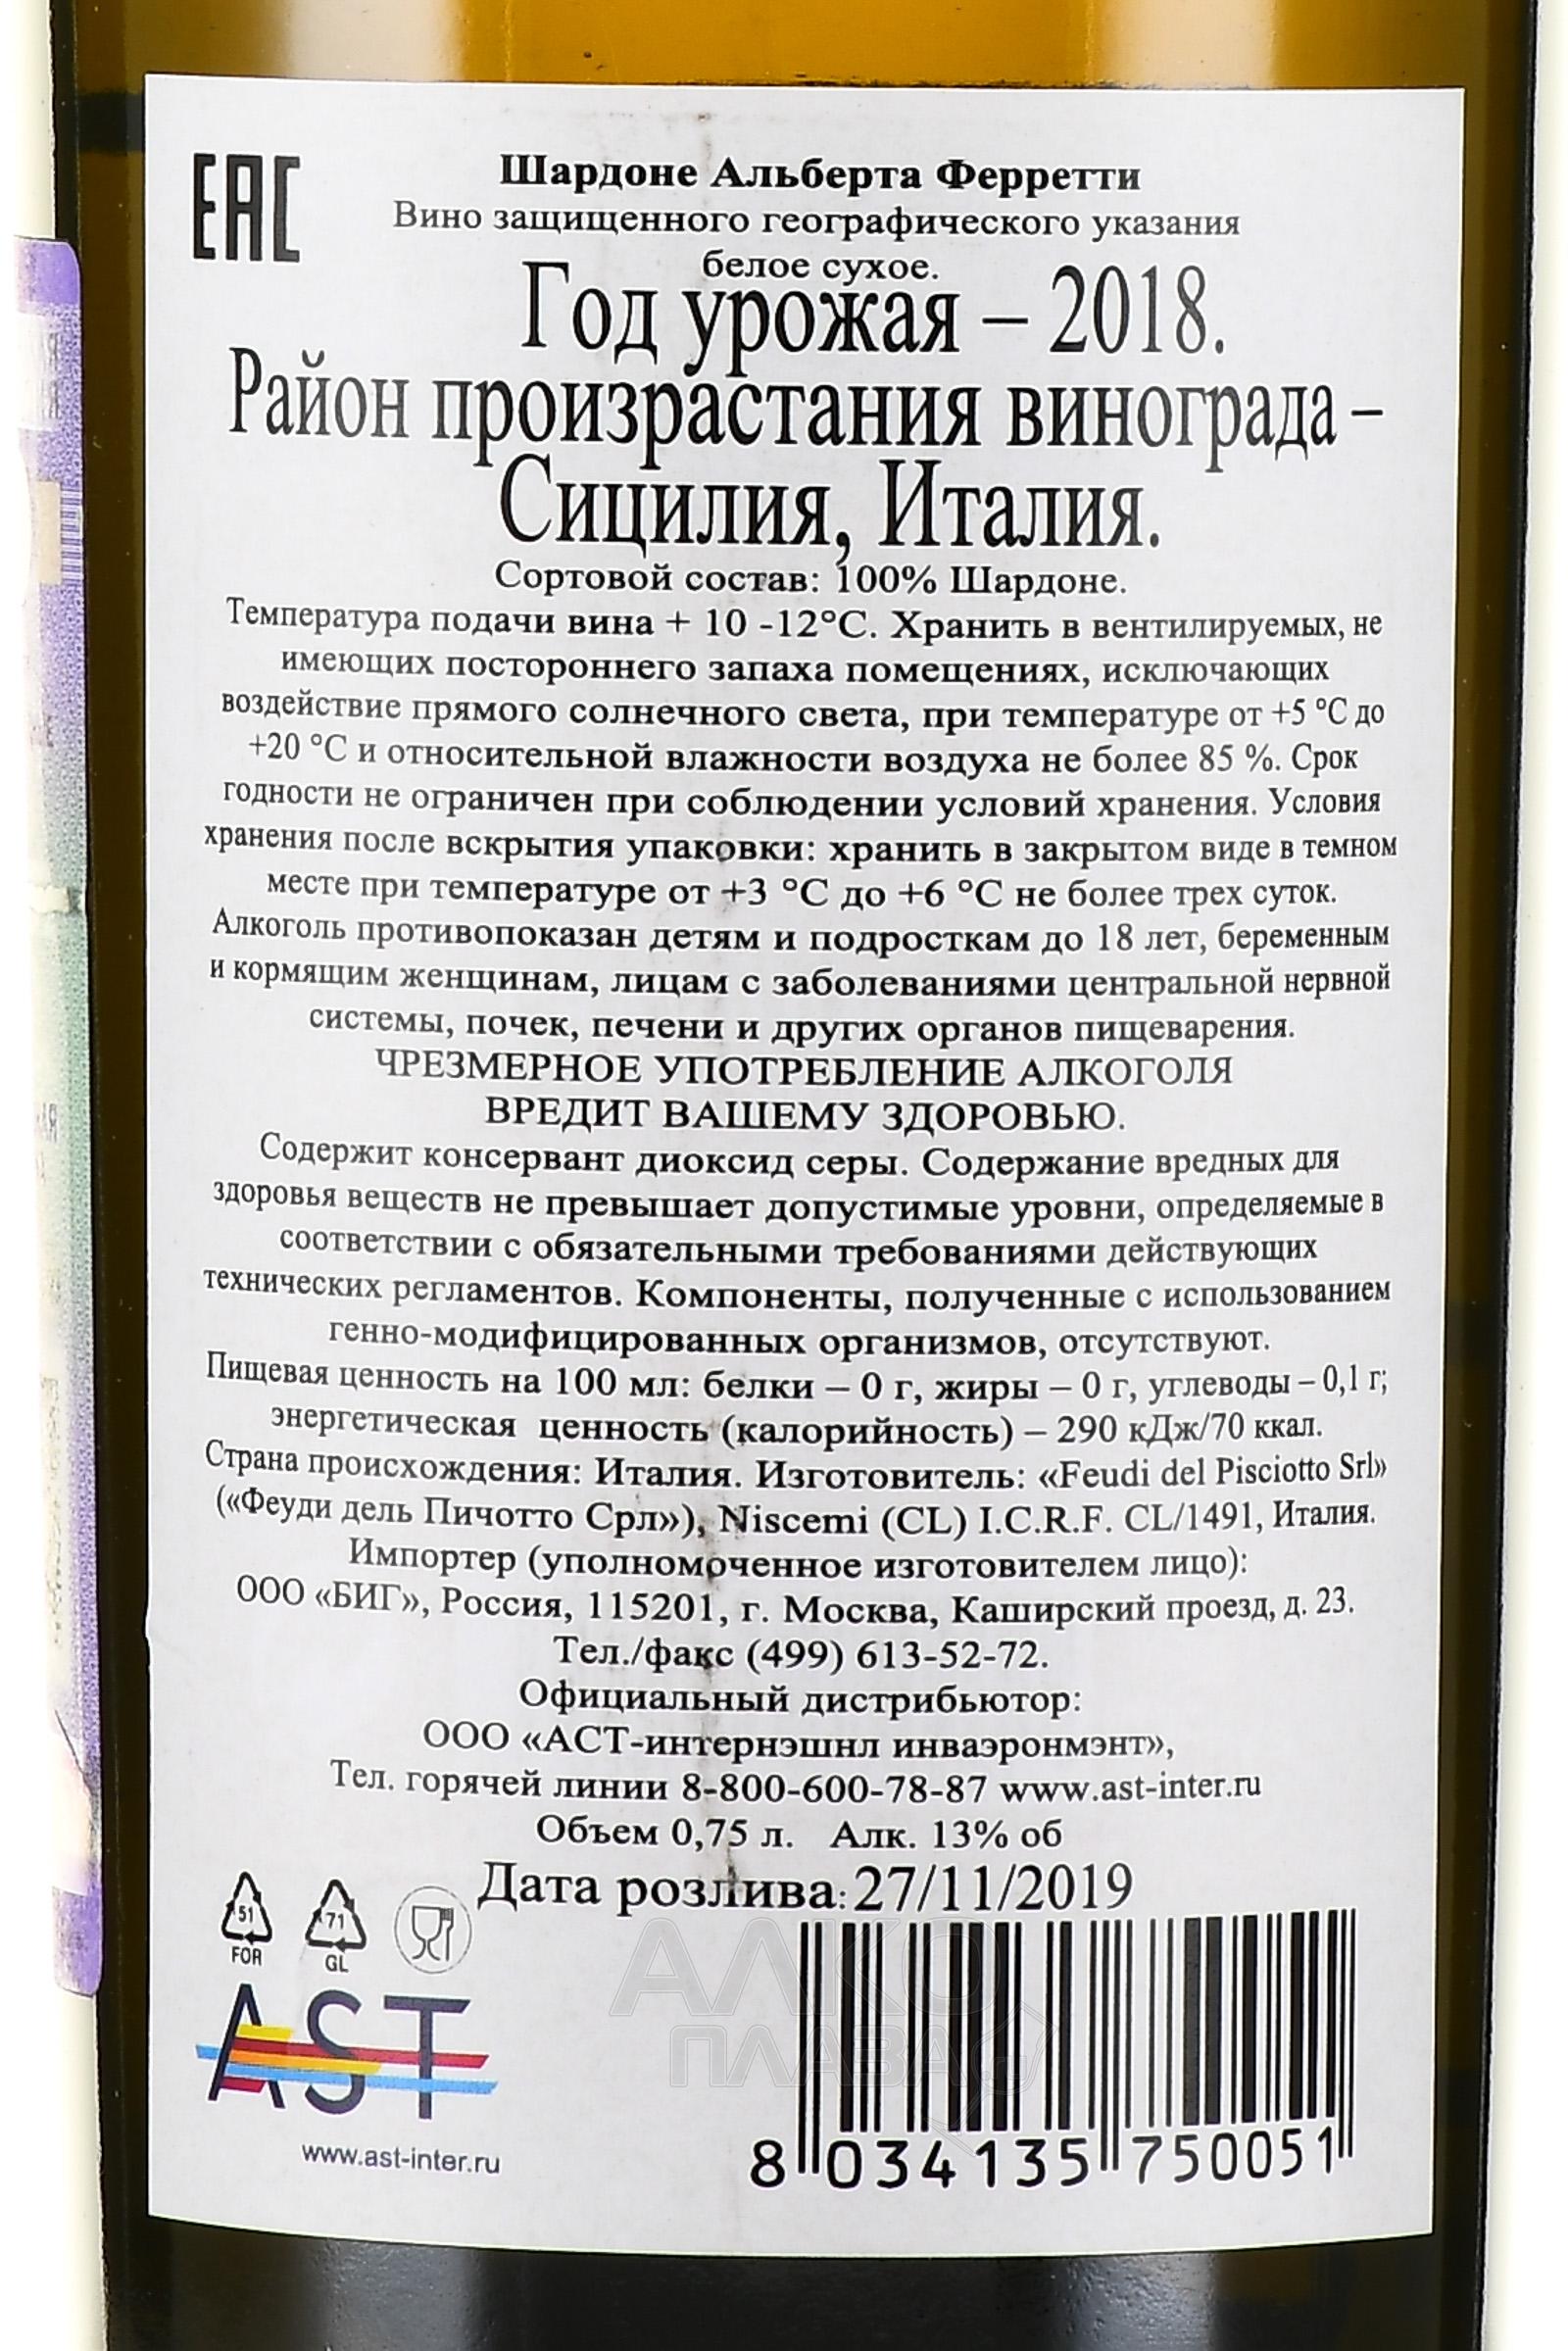 ЕАС
Шардоне Альберта Ферретти
Вино защищенного географического указания
белое сухое.
Год урожая – 2018.
Район произрастания винограда –
Сицилия, Италия.
Сортовой состав: 100% Шардоне.
Температура подачи вина + 10 -12°С. Хранить в вентилируемых, не
имеющих постороннего запаха помещениях, исключающих
воздействие прямого солнечного света, при температуре от +5 °С до
+20 °С и относительной влажности воздуха не более 85 %. Срок
годности не ограничен при соблюдении условий хранения. Условия
хранения после вскрытия упаковки: хранить в закрытом виде в темном
месте при температуре от +3 °С до +6 °С не более трех суток.
Алкоголь противопоказан детям и подросткам до 18 лет, беременным
и кормящим женщинам, лицам с заболеваниями центральной нервной
системы, почек, печени и других органов пищеварения.
ЧРЕЗМЕРНОЕ УПОТРЕБЛЕНИЕ АЛКОГОЛЯ
ВРЕДИТ ВАШЕМУ ЗДОРОВЬЮ.
Содержит консервант диоксид серы. Содержание вредных для
здоровья веществ не превышает допустимые уровни, определяемые в
соответствии с обязательными требованиями действующих
технических регламентов. Компоненты, полученные с использованием
генно-модифицированных организмов, отсутствуют.
Пищевая ценность на 100 мл: белки – 0 г, жиры – 0 г, углеводы – 0,1 г;
энергетическая ценность (калорийность) – 290 кДж/70 ккал.
Страна происхождения: Италия. Изготовитель: «Feudi del Pisciotto Srl»
(«Феуди дель Пичотто Срл»), Niscemi (CL) I.C.R.F. CL/1491, Италия.
Импортер (уполномоченное изготовителем лицо):
ООО «БИГ», Россия, 115201, г. Москва, Каширский проезд, д. 23.
Тел./факс (499) 613-52-72.
Официальный дистрибьютор:
ООО «АСТ-интернэшнл инваэронмэнт»,
Тел. горячей линии 8-800-600-78-87 www.ast-inter.ru
Объем 0,75 л. Алк. 13% об
Дата розлива: 27/11/2019
51
FOR
71
GL
АЛКО
ПЛАЗА.ru
AST
www.ast-inter.ru
8 034135 750051